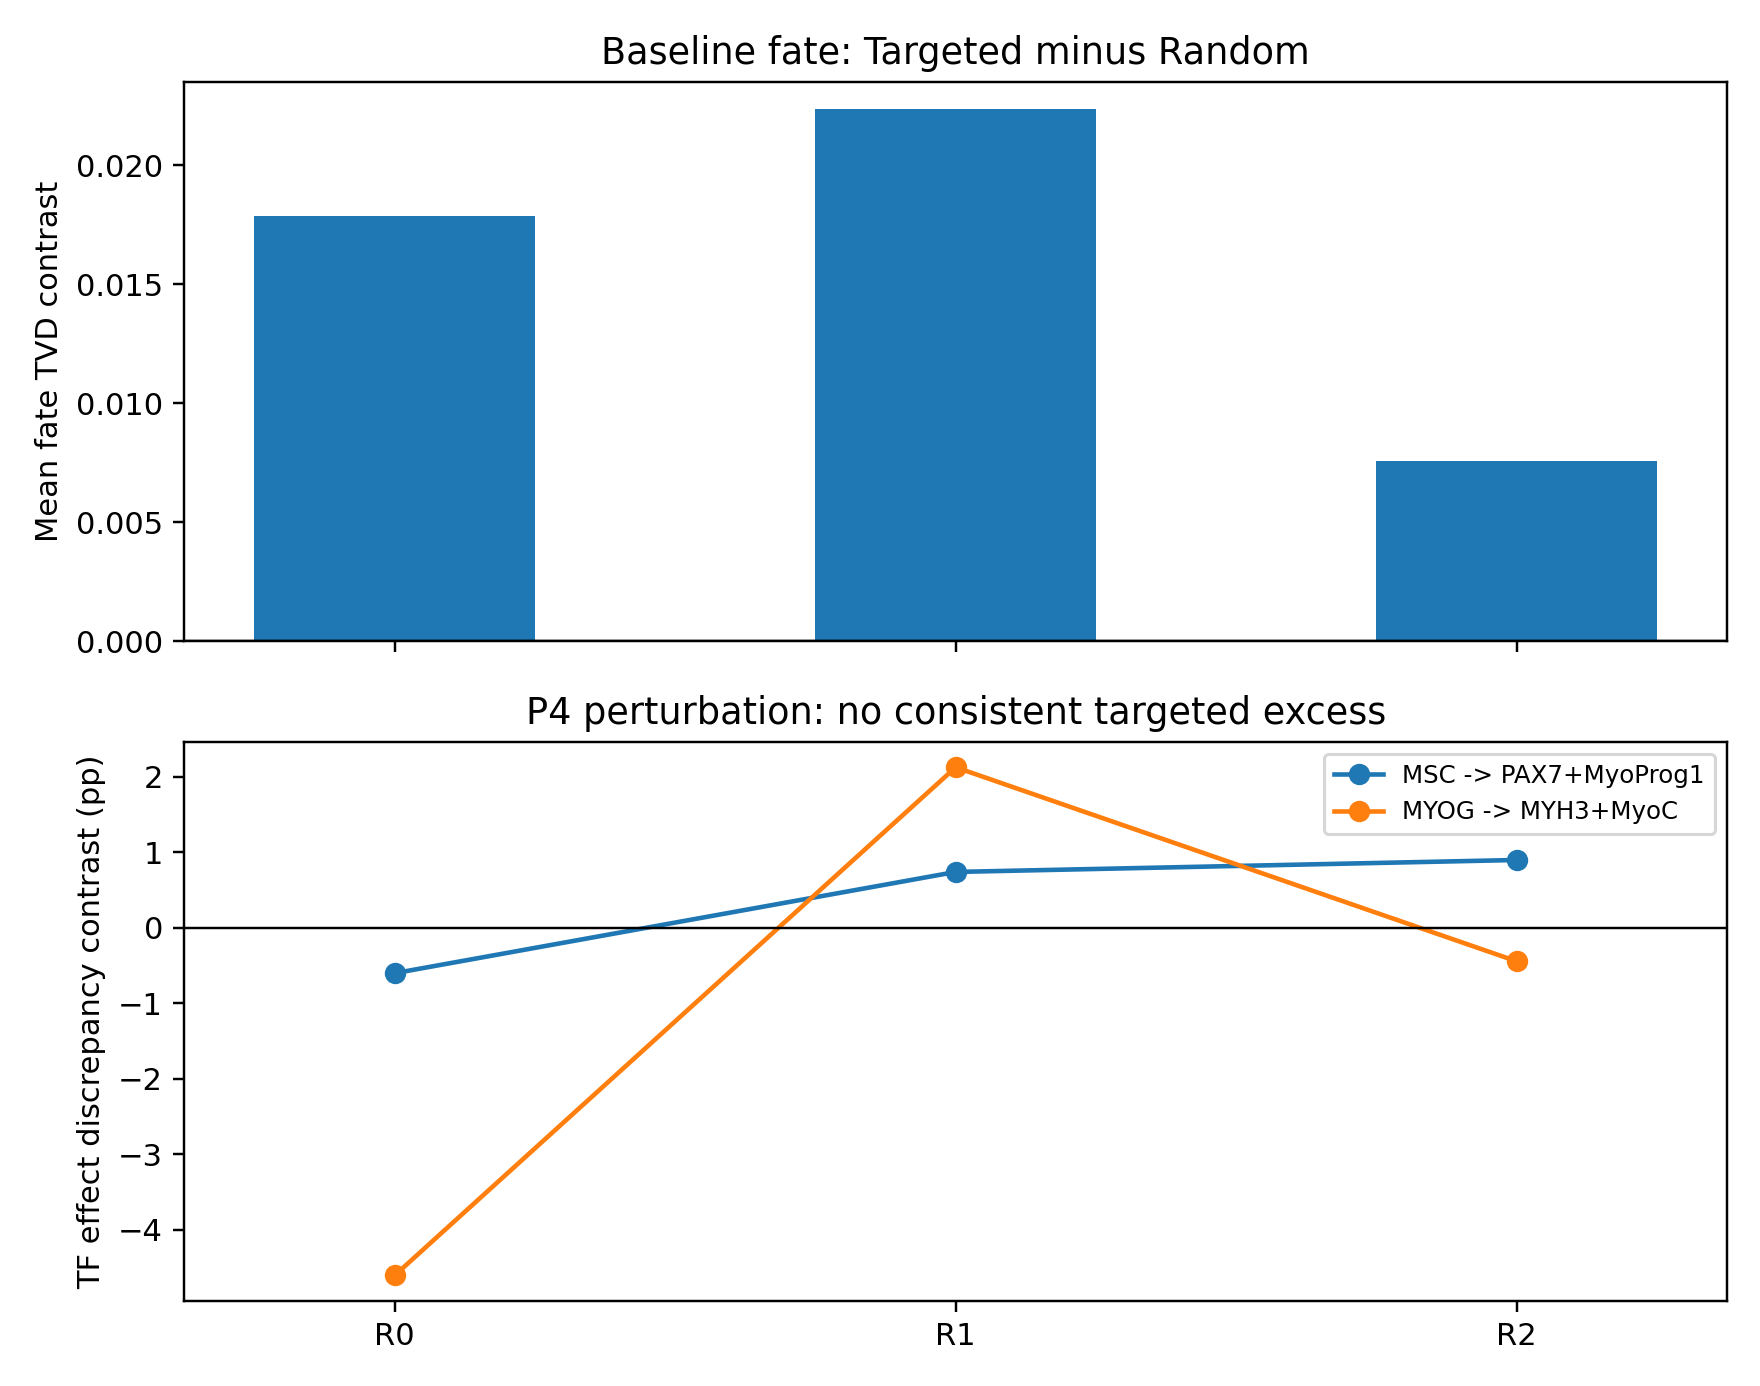 Baseline fate: Targeted minus Random
Mean fate TVD contrast
0.020
0.015
0.010
0.005
0.000
P4 perturbation: no consistent targeted excess
TF effect discrepancy contrast (pp)
2
1
0
−1
−2
−3
−4
MSC -> PAX7+MyoProg1
MYOG -> MYH3+MyoC
R0
R1
R2